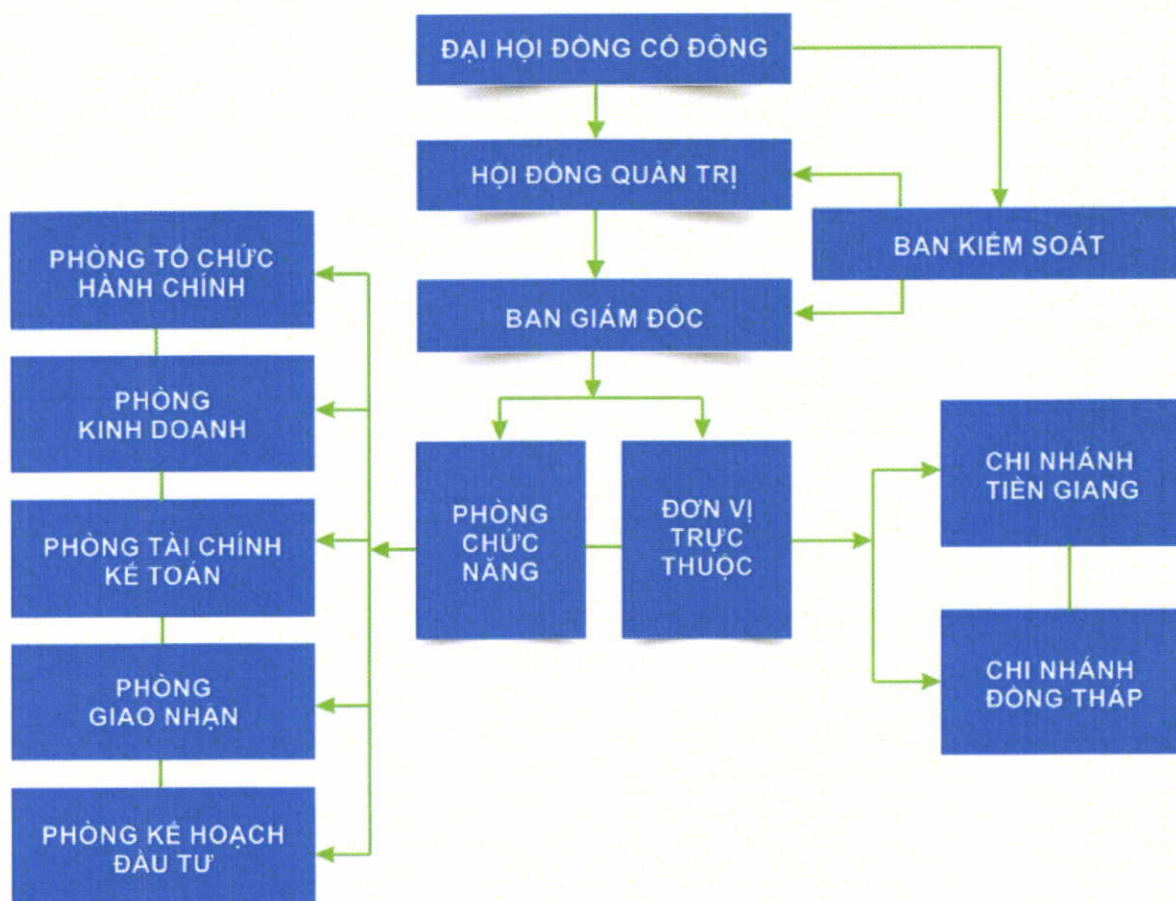 ĐẠI HỘI ĐỒNG CỔ ĐÔNG
HỘI ĐỒNG QUẢN TRỊ
BAN KIỂM SOÁT
BAN GIÁM ĐỐC
PHÒNG TỔ CHỨC
HÀNH CHÍNH
PHÒNG
KINH DOANH
PHÒNG TÀI CHÍNH
KẾ TOÁN
PHÒNG
GIAO NHẬN
PHÒNG KẾ HOẠCH
ĐẦU TƯ
PHÒNG
CHỨC
NĂNG
ĐƠN VỊ
TRỰC
THUỘC
CHI NHÁNH
TIỀN GIANG
CHI NHÁNH
ĐỒNG THÁP